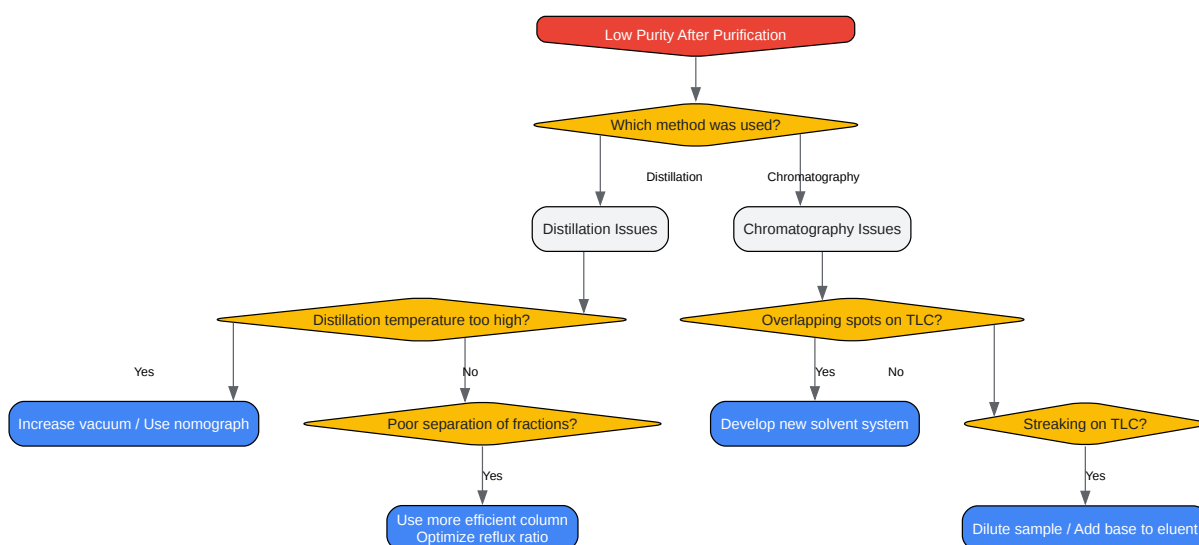 Low Purity After Purification
Which method was used?
Distillation
Chromatography
Distillation Issues
Chromatography Issues
Distillation temperature too high?
Overlapping spots on TLC?
Yes
No
Yes
No
Increase vacuum / Use nomograph
Poor separation of fractions?
Develop new solvent system
Streaking on TLC?
Yes
Yes
Use more efficient column
Optimize reflux ratio
Dilute sample / Add base to eluent